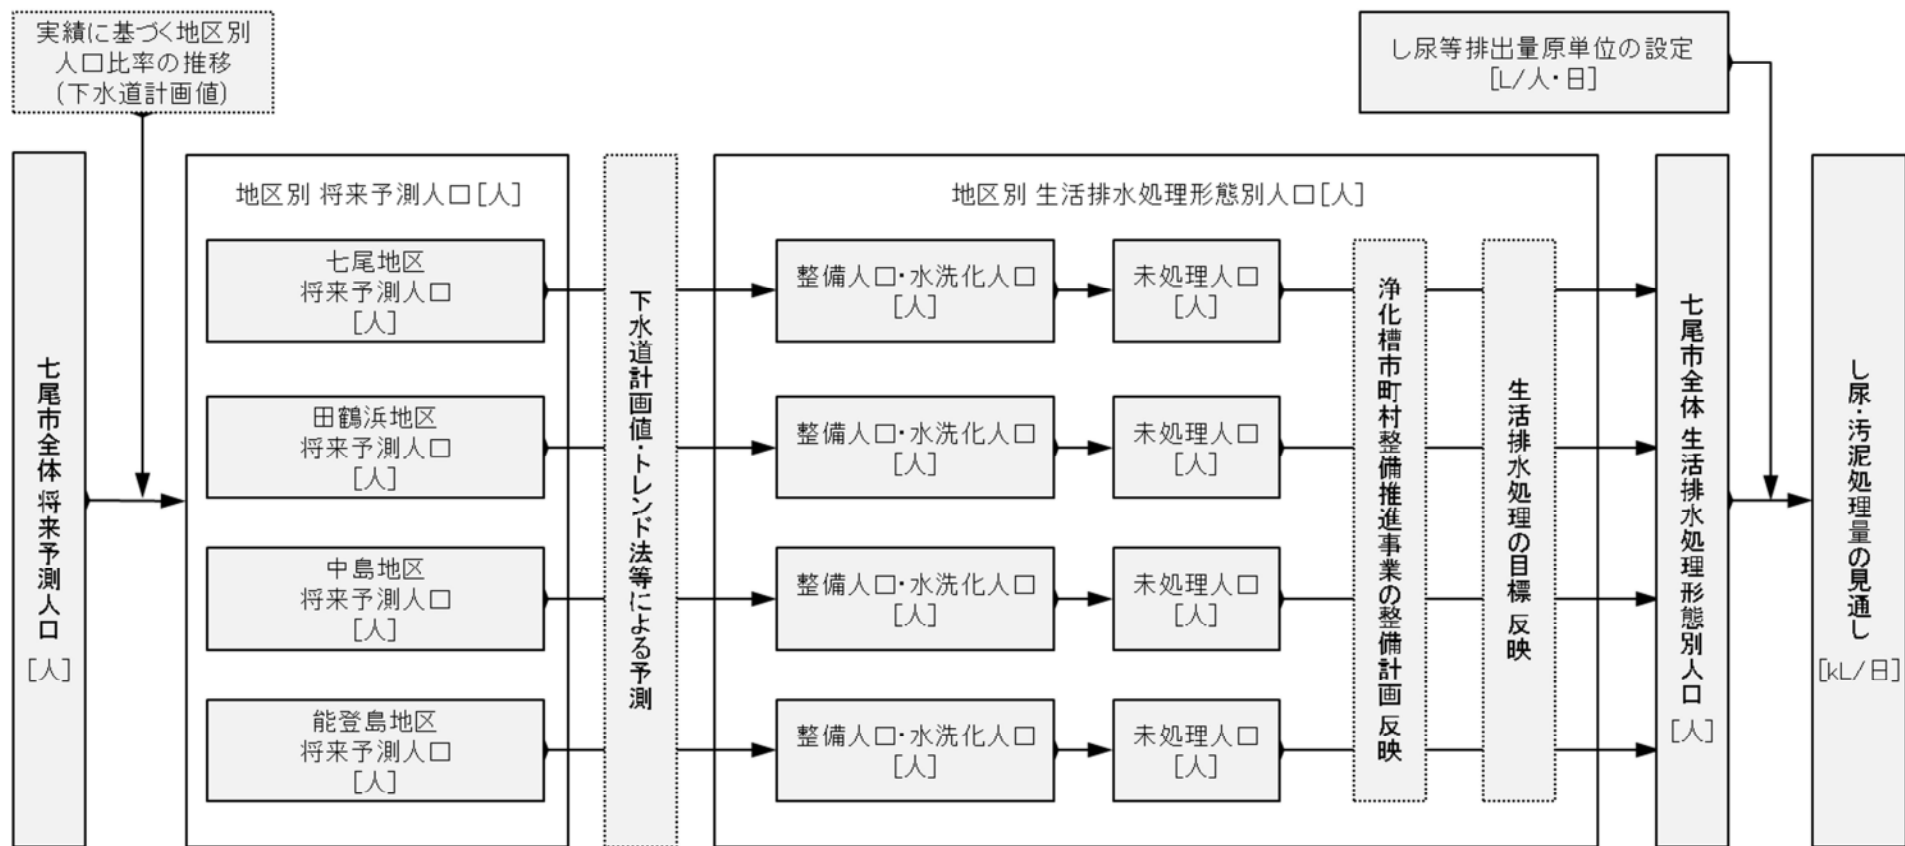 実績に基づく地区別
人口比率の推移
(下水道計画値)
し尿等排出量原単位の設定
[L/人・日]
七尾市全体 将来予測人口
[人]
地区別 将来予測人口[人]
七尾地区
将来予測人口
[人]
田鶴浜地区
将来予測人口
[人]
中島地区
将来予測人口
[人]
能登島地区
将来予測人口
[人]
下水道計画値・トレンド法等による予測
地区別 生活排水処理形態別人口[人]
整備人口・水洗化人口
[人]
未処理人口
[人]
整備人口・水洗化人口
[人]
未処理人口
[人]
整備人口・水洗化人口
[人]
未処理人口
[人]
整備人口・水洗化人口
[人]
未処理人口
[人]
浄化槽市町村整備推進事業の整備計画 反映
生活排水処理の目標 反映
七尾市全体 生活排水処理形態別人口
[人]
し尿・汚泥処理量の見通し
[kL/日]